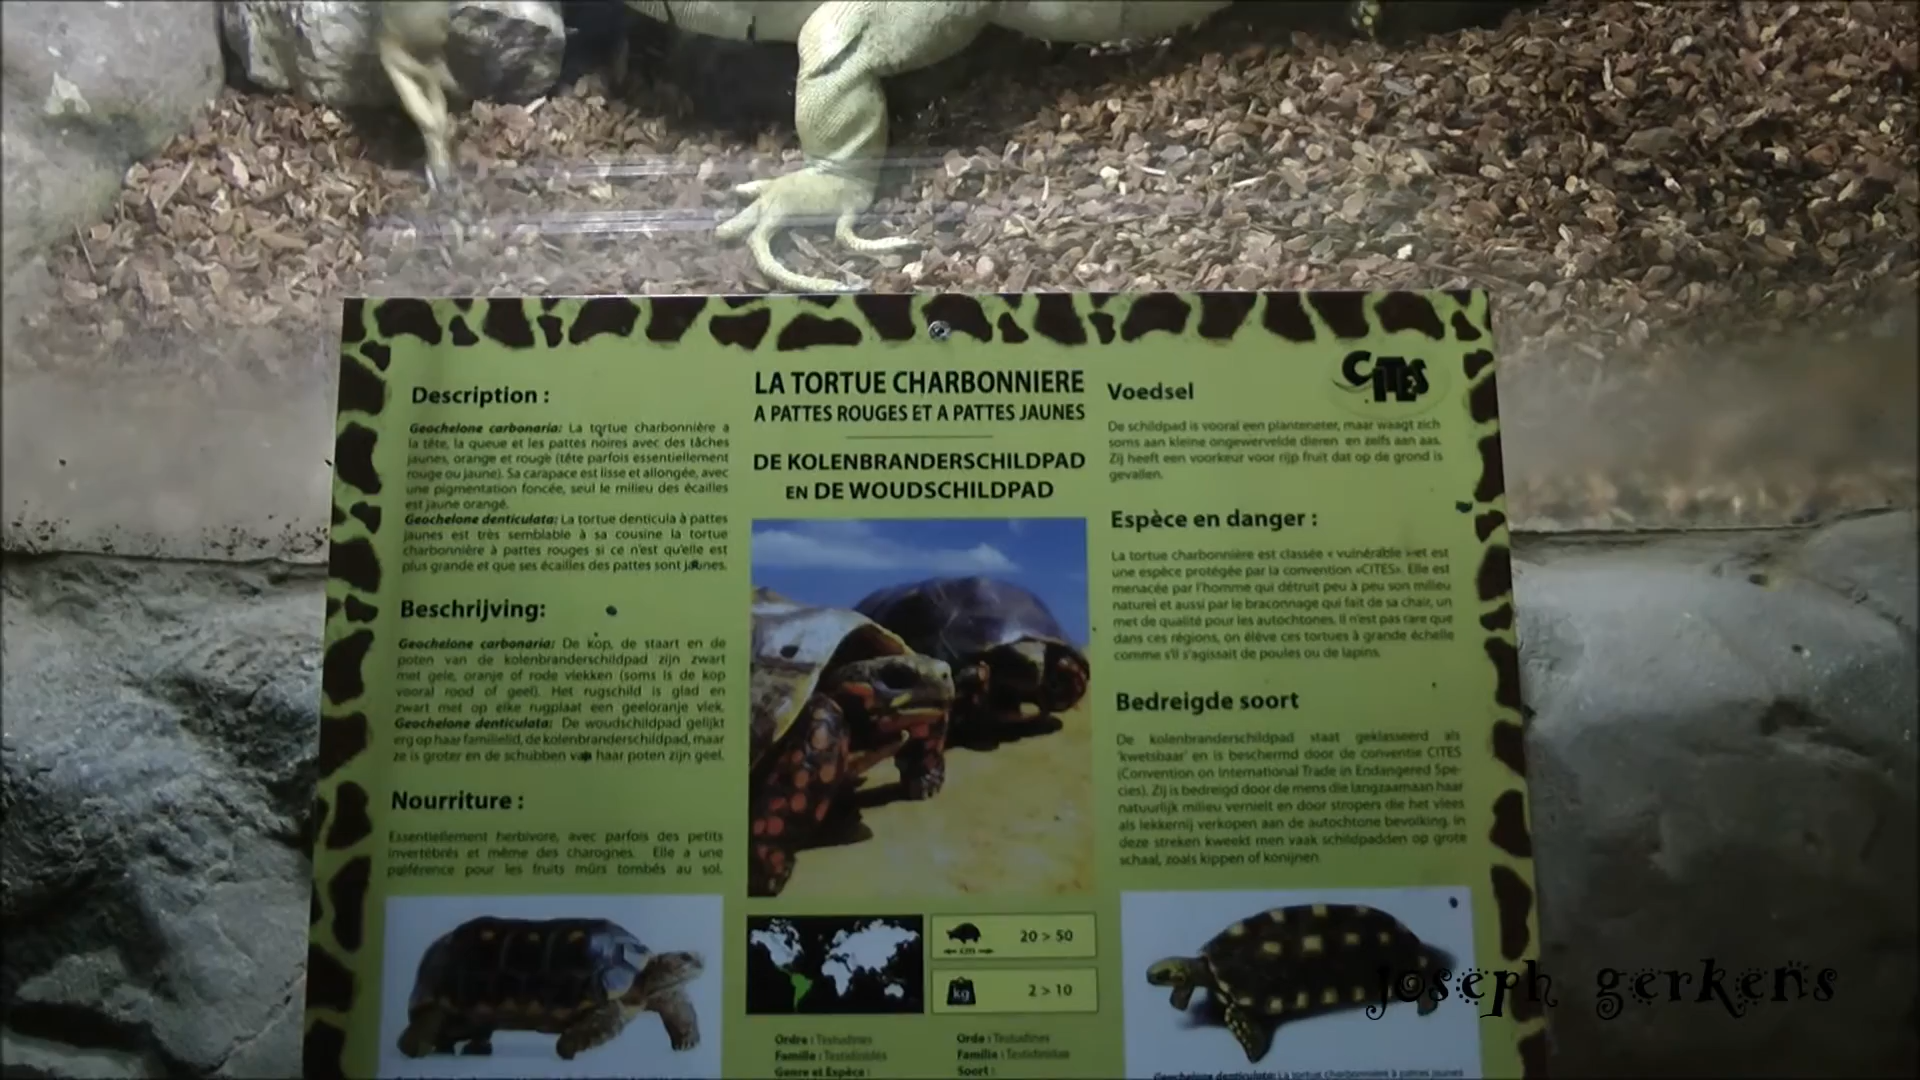 Description :
Geochelone carbonaria: La tortue charbonnière a
la tête, la queue et les pattes noires avec des tâches
jaunes, orange et rouge (tête parfois essentiellement
rouge ou jaune). Sa carapace est lisse et allongée, avec
une pigmentation foncée, seul le milieu des écailles
est jaune orangé.
Geochelone denticulata: La tortue denticula à pattes
jaunes est très semblable à sa cousine la tortue
charbonnière à pattes rouges si ce n'est qu'elle est
plus grande et que ses écailles des pattes sont jaunes.
Beschrijving:
Geochelone carbonaria: De kop, de staart en de
poten van de kolenbranderschildpad zijn zwart
met gele, oranje of rode vlekken (soms is de kop
vooral rood of geel). Het rugschild is glad en
zwart met op elke rugplaat een geeloranje vlek.
Geochelone denticulata: De woudschildpad gelijkt
erg op haar familielid, de kolenbranderschildpad, maar
ze is groter en de schubben van haar poten zijn geel.
Nourriture :
Essentiellement herbivore, avec parfois des petits
invertébrés et même des charognes. Elle a une
préférence pour les fruits mûrs tombés au sol.
LA TORTUE CHARBONNIERE
A PATTES ROUGES ET A PATTES JAUNES
DE KOLENBRANDERSCHILDPAD
EN DE WOUDSCHILDPAD
cm
20 > 50
kg
2 > 10
Ordre : Testudines
Famille : Testidinidés
Genre et Espèce :
Orde : Testudines
Familie : Testidinidae
Soort :
CITES
Voedsel
De schildpad is vooral een planteneter, maar waagt zich
soms aan kleine ongewervelde dieren en zelfs aan aas.
Zij heeft een voorkeur voor rijp fruit dat op de grond is
gevallen.
Espèce en danger :
La tortue charbonnière est classée « vulnérable » et est
une espèce protégée par la convention «CITES». Elle est
menacée par l'homme qui détruit peu à peu son milieu
naturel et aussi par le braconnage qui fait de sa chair, un
met de qualité pour les autochtones. Il n'est pas rare que
dans ces régions, on élève ces tortues à grande échelle
comme s'il s'agissait de poules ou de lapins.
Bedreigde soort
De kolenbranderschildpad staat geklasseerd als
'kwetsbaar' en is beschermd door de conventie CITES
(Convention on International Trade in Endangered Spe-
cies). Zij is bedreigd door de mens die langzaamaan haar
natuurlijk milieu vernielt en door stropers die het vlees
als lekkernij verkopen aan de autochtone bevolking. In
deze streken kweekt men vaak schildpadden op grote
schaal, zoals kippen of konijnen.
Geochelone denticulata: La tortue charbonnière à pattes jaunes
joseph gerkens